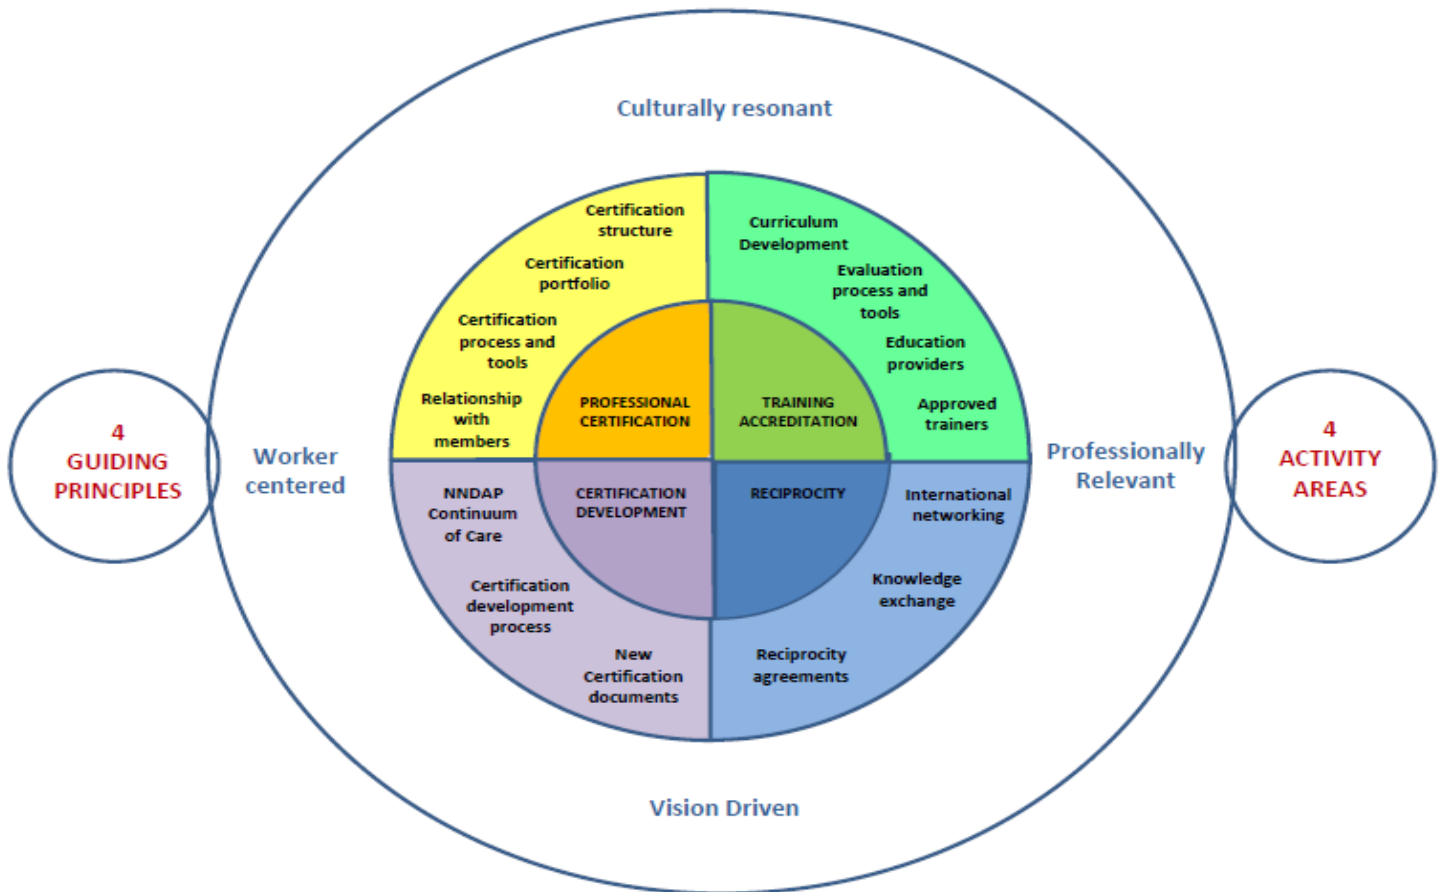 Culturally resonant
Certification
structure
Certification
portfolio
Certification
process and
tools
Relationship
with
members
Curriculum
Development
Evaluation
process and
tools
Education
providers
Approved
trainers
PROFESSIONAL
CERTIFICATION
TRAINING
ACCREDITATION
4
GUIDING
PRINCIPLES
Worker
centered
Professionally
Relevant
4
ACTIVITY
AREAS
CERTIFICATION
DEVELOPMENT
RECIPROCITY
NNDAP
Continuum
of Care
Certification
development
process
New
Certification
documents
International
networking
Knowledge
exchange
Reciprocity
agreements
Vision Driven